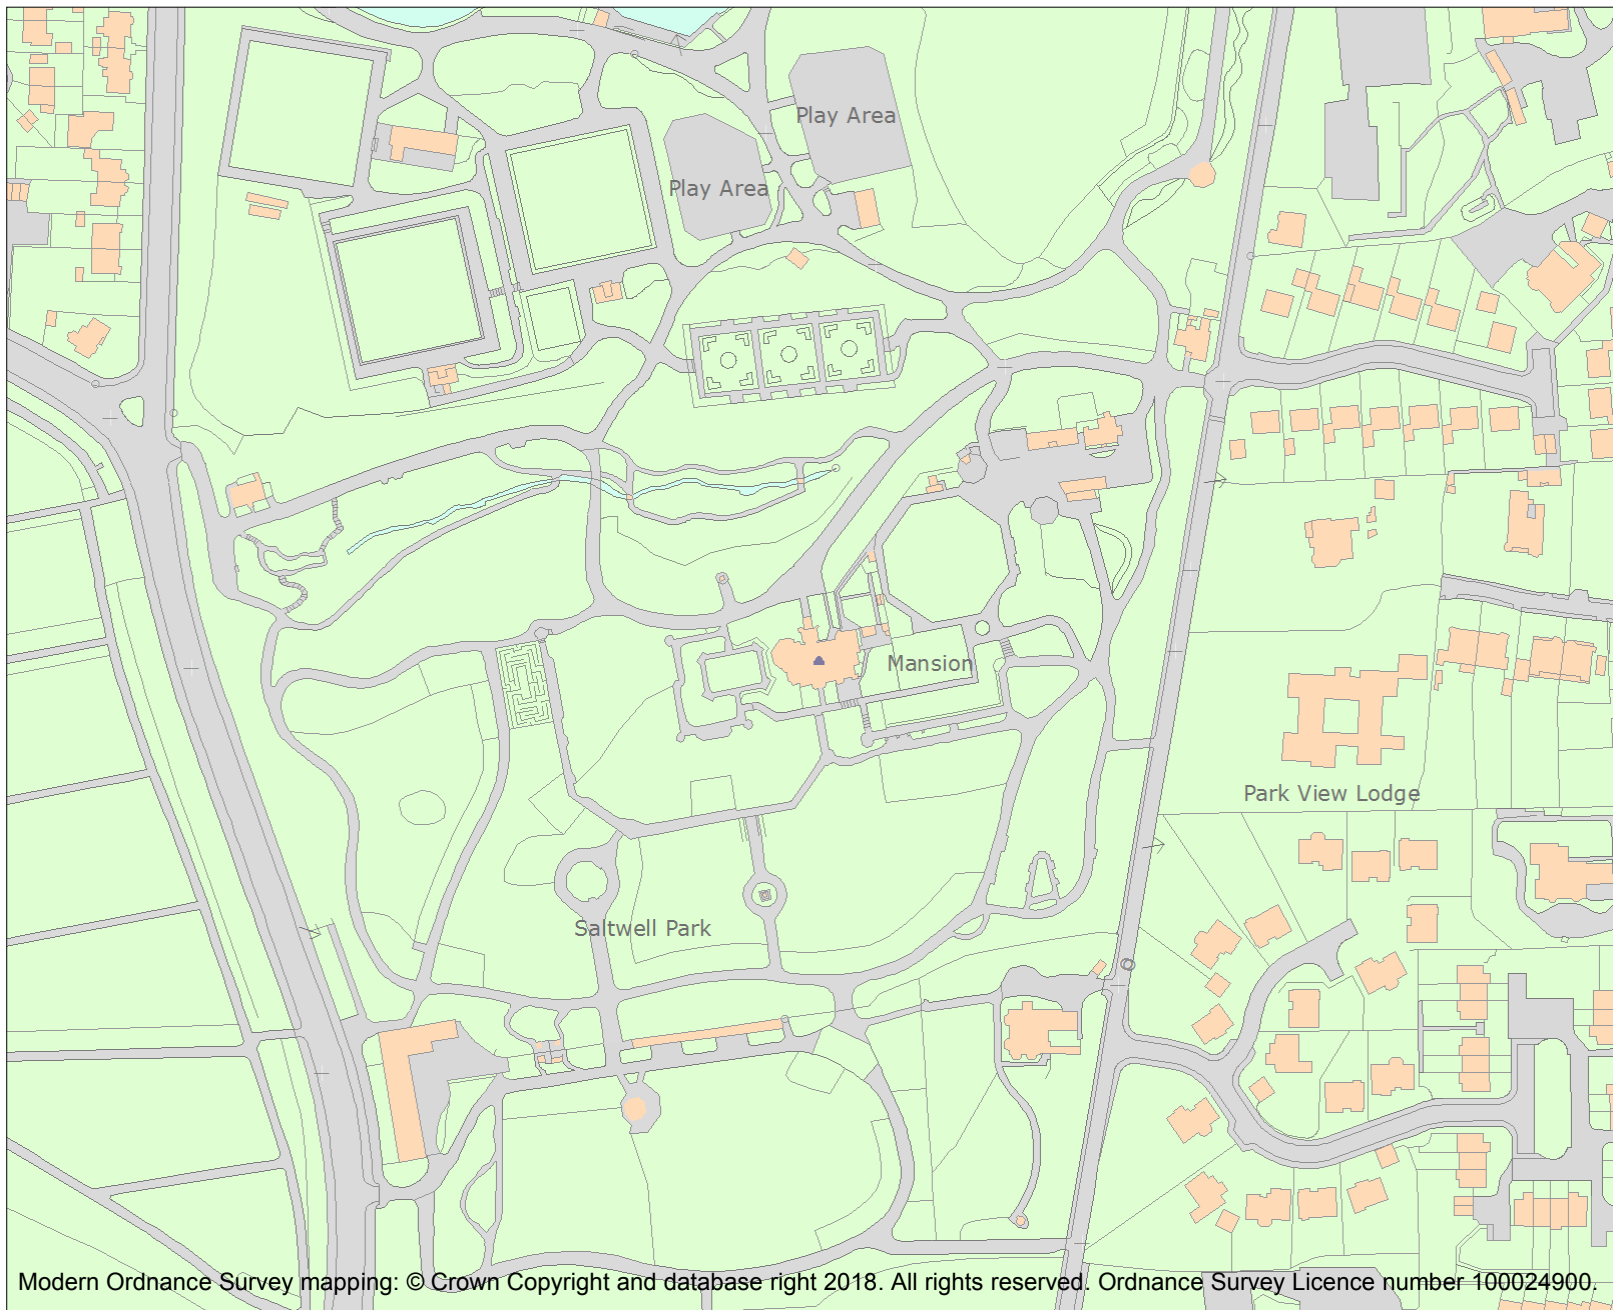 Play Area
Play Area
Mansion
Park View Lodge
Saltwell Park
Modern Ordnance Survey mapping: © Crown Copyright and database right 2018. All rights reserved. Ordnance Survey Licence number 100024900.